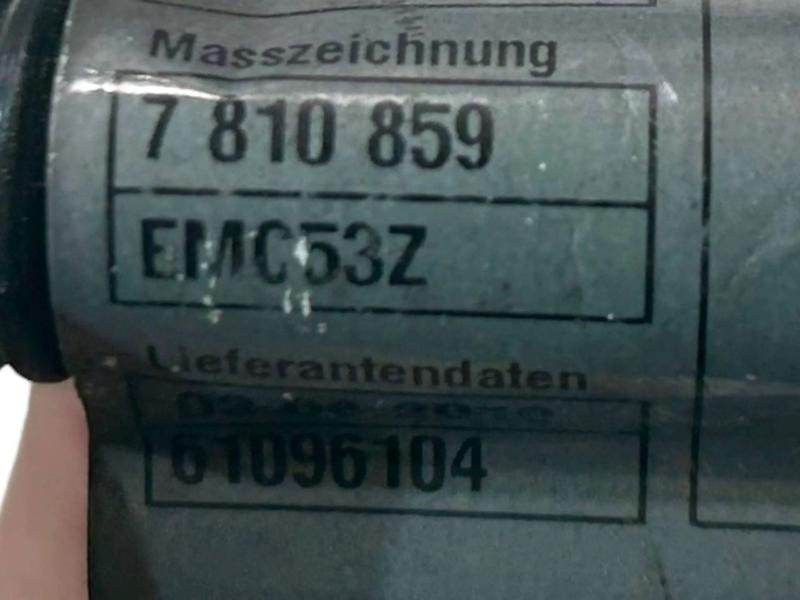 Masszeichnung
7 810 859
EMC53Z
Lieferantendaten
61096104